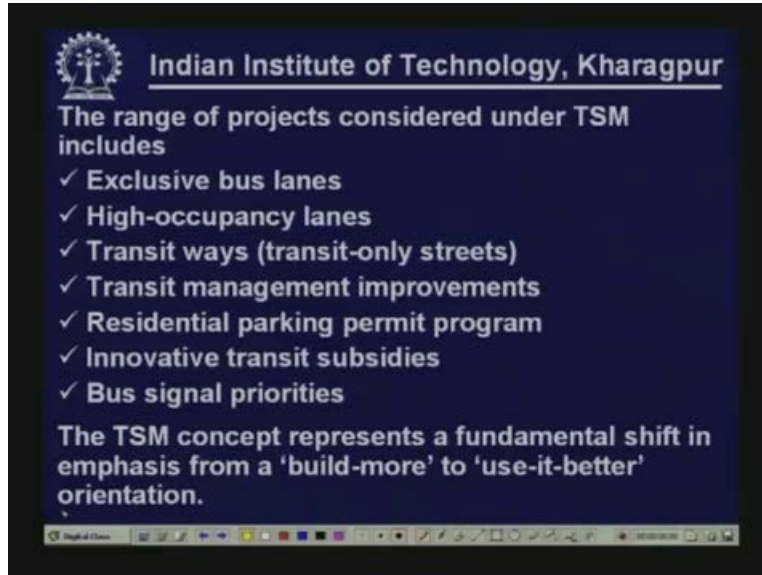 Indian Institute of Technology, Kharagpur
The range of projects considered under TSM
includes
✓ Exclusive bus lanes
✓ High-occupancy lanes
✓ Transit ways (transit-only streets)
✓ Transit management improvements
✓ Residential parking permit program
✓ Innovative transit subsidies
✓ Bus signal priorities
The TSM concept represents a fundamental shift in
emphasis from a ‘build-more’ to ‘use-it-better’
orientation.
Digital Class